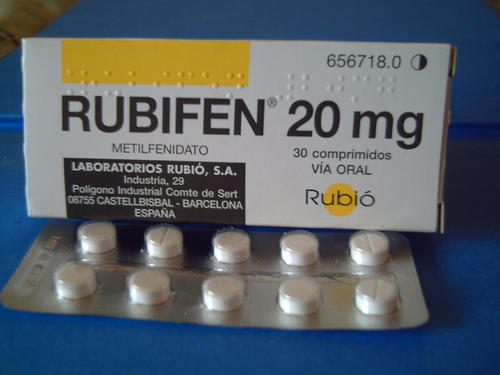 656718.0
RUBIFEN® 20 mg
METILFENIDATO
30 comprimidos
VÍA ORAL
LABORATORIOS RUBIÓ, S.A.
Industria, 29
Polígono Industrial Comte de Sert
08755 CASTELLBISBAL - BARCELONA
ESPAÑA
Rubió